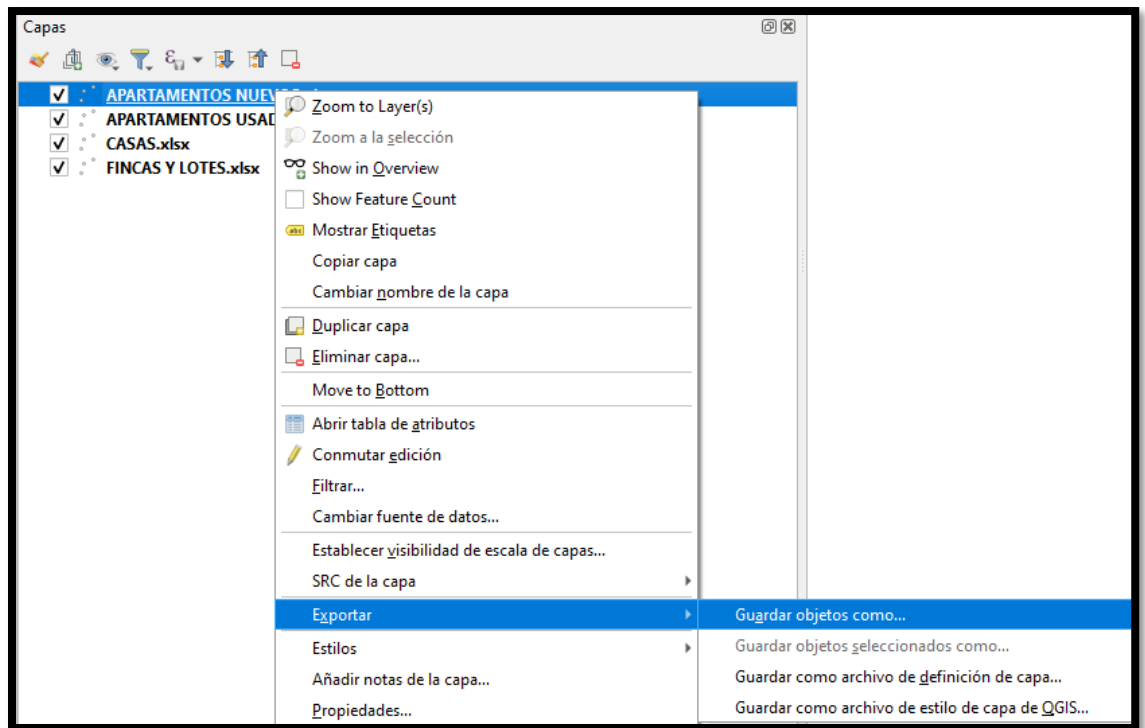 Capas
APARTAMENTOS NUEV
APARTAMENTOS USAD
CASAS.xlsx
FINCAS Y LOTES.xlsx
Zoom to Layer(s)
Zoom a la selección
Show in Overview
Show Feature Count
abc Mostrar Etiquetas
Copiar capa
Cambiar nombre de la capa
Duplicar capa
Eliminar capa...
Move to Bottom
Abrir tabla de atributos
Conmutar edición
Filtrar...
Cambiar fuente de datos...
Establecer visibilidad de escala de capas...
SRC de la capa
Exportar
Estilos
Añadir notas de la capa...
Propiedades...
Guardar objetos como...
Guardar objetos seleccionados como...
Guardar como archivo de definición de capa...
Guardar como archivo de estilo de capa de QGIS...